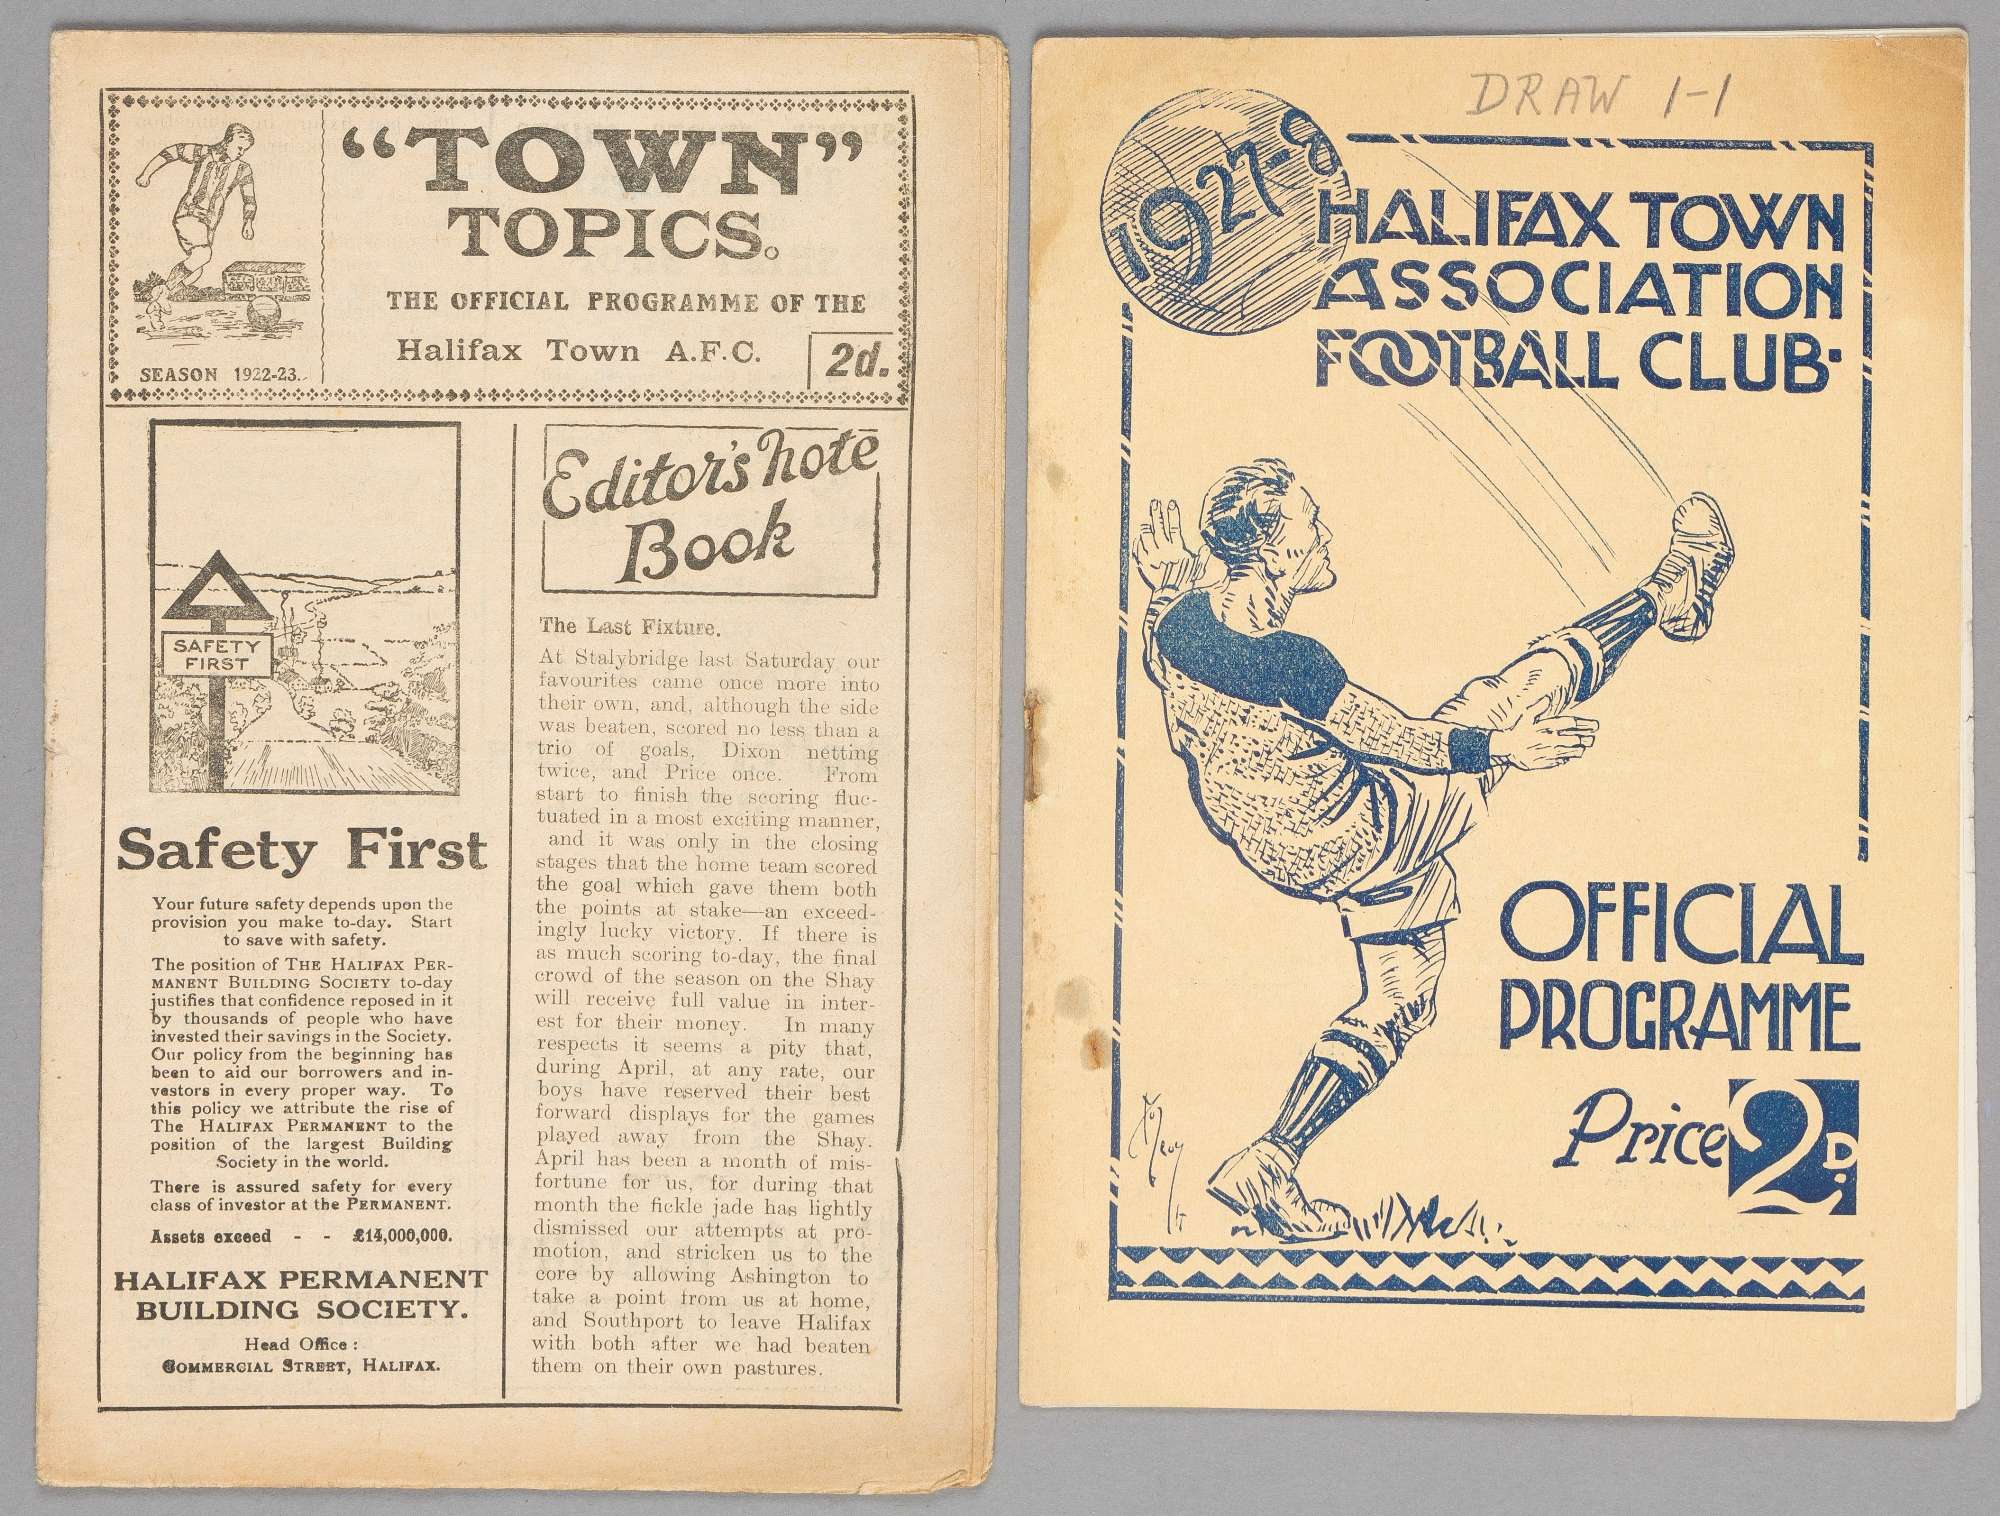 "TOWN"
TOPICS.
THE OFFICIAL PROGRAMME OF THE
Halifax Town A.F.C.
2d.
SEASON 1922-23.
SAFETY
FIRST
Safety First
Your future safety depends upon the
provision you make to-day. Start
to save with safety.
The position of THE HALIFAX PER-
MANENT BUILDING SOCIETY to-day
justifies that confidence reposed in it
by thousands of people who have
invested their savings in the Society.
Our policy from the beginning has
been to aid our borrowers and in-
vestors in every proper way. To
this policy we attribute the rise of
The HALIFAX PERMANENT to the
position of the largest Building
Society in the world.
There is assured safety for every
class of investor at the PERMANENT.
Assets exceed - - £14,000,000.
HALIFAX PERMANENT
BUILDING SOCIETY.
Head Office :
COMMERCIAL STREET, HALIFAX.
Editor's note
Book
The Last Fixture.
At Stalybridge last Saturday our
favourites came once more into
their own, and, although the side
was beaten, scored no less than a
trio of goals, Dixon netting
twice, and Price once. From
start to finish the scoring fluc-
tuated in a most exciting manner,
and it was only in the closing
stages that the home team scored
the goal which gave them both
the points at stake—an exceed-
ingly lucky victory. If there is
as much scoring to-day, the final
crowd of the season on the Shay
will receive full value in inter-
est for their money. In many
respects it seems a pity that,
during April, at any rate, our
boys have reserved their best
forward displays for the games
played away from the Shay.
April has been a month of mis-
fortune for us, for during that
month the fickle jade has lightly
dismissed our attempts at pro-
motion, and stricken us to the
core by allowing Ashington to
take a point from us at home,
and Southport to leave Halifax
with both after we had beaten
them on their own pastures.
DRAW 1-1
-1927-8
HALIFAX TOWN
ASSOCIATION
FOOTBALL CLUB.
OFFICIAL
PROGRAMME
Price 2D.